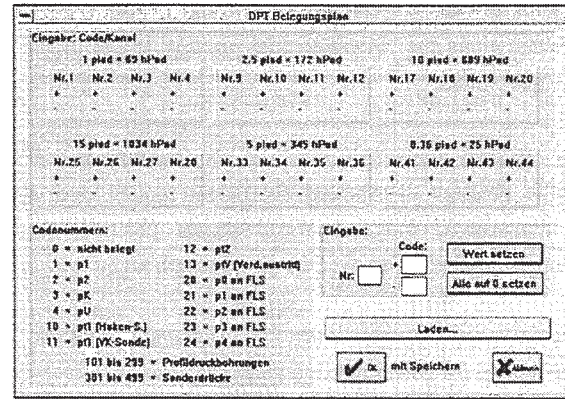 DPT Belegungsplan
Eingabe: Code/Kanal
1 psid = 69 hPad
2.5 psid = 172 hPad
10 psid = 689 hPad
Nr.1 Nr.2 Nr.3 Nr.4
Nr.9 Nr.10 Nr.11 Nr.12
Nr.17 Nr.18 Nr.19 Nr.20
+ + + +
+ + + +
+ + + +
- - - -
- - - -
- - - -
15 psid = 1034 hPad
5 psid = 345 hPad
0.36 psid = 25 hPad
Nr.25 Nr.26 Nr.27 Nr.28
Nr.33 Nr.34 Nr.35 Nr.36
Nr.41 Nr.42 Nr.43 Nr.44
+ + + +
+ + + +
+ + + +
- - - -
- - - -
- - - -
Codenummern:
0 = nicht belegt
1 = p1
2 = p2
3 = pK
4 = pU
10 = pt1 (Haken-S.)
11 = pt1 (VK-Sonde)
12 = pt2
13 = ptV (Verd.austritt)
20 = p0 an FLS
21 = p1 an FLS
22 = p2 an FLS
23 = p3 an FLS
24 = p4 an FLS
101 bis 299 = Profildruckbohrungen
301 bis 499 = Sonderdrücke
Eingabe:
Code:
Nr:
+
-
Wert setzen
Alle auf 0 setzen
Laden...
OK
mit Speichern
Abbruch